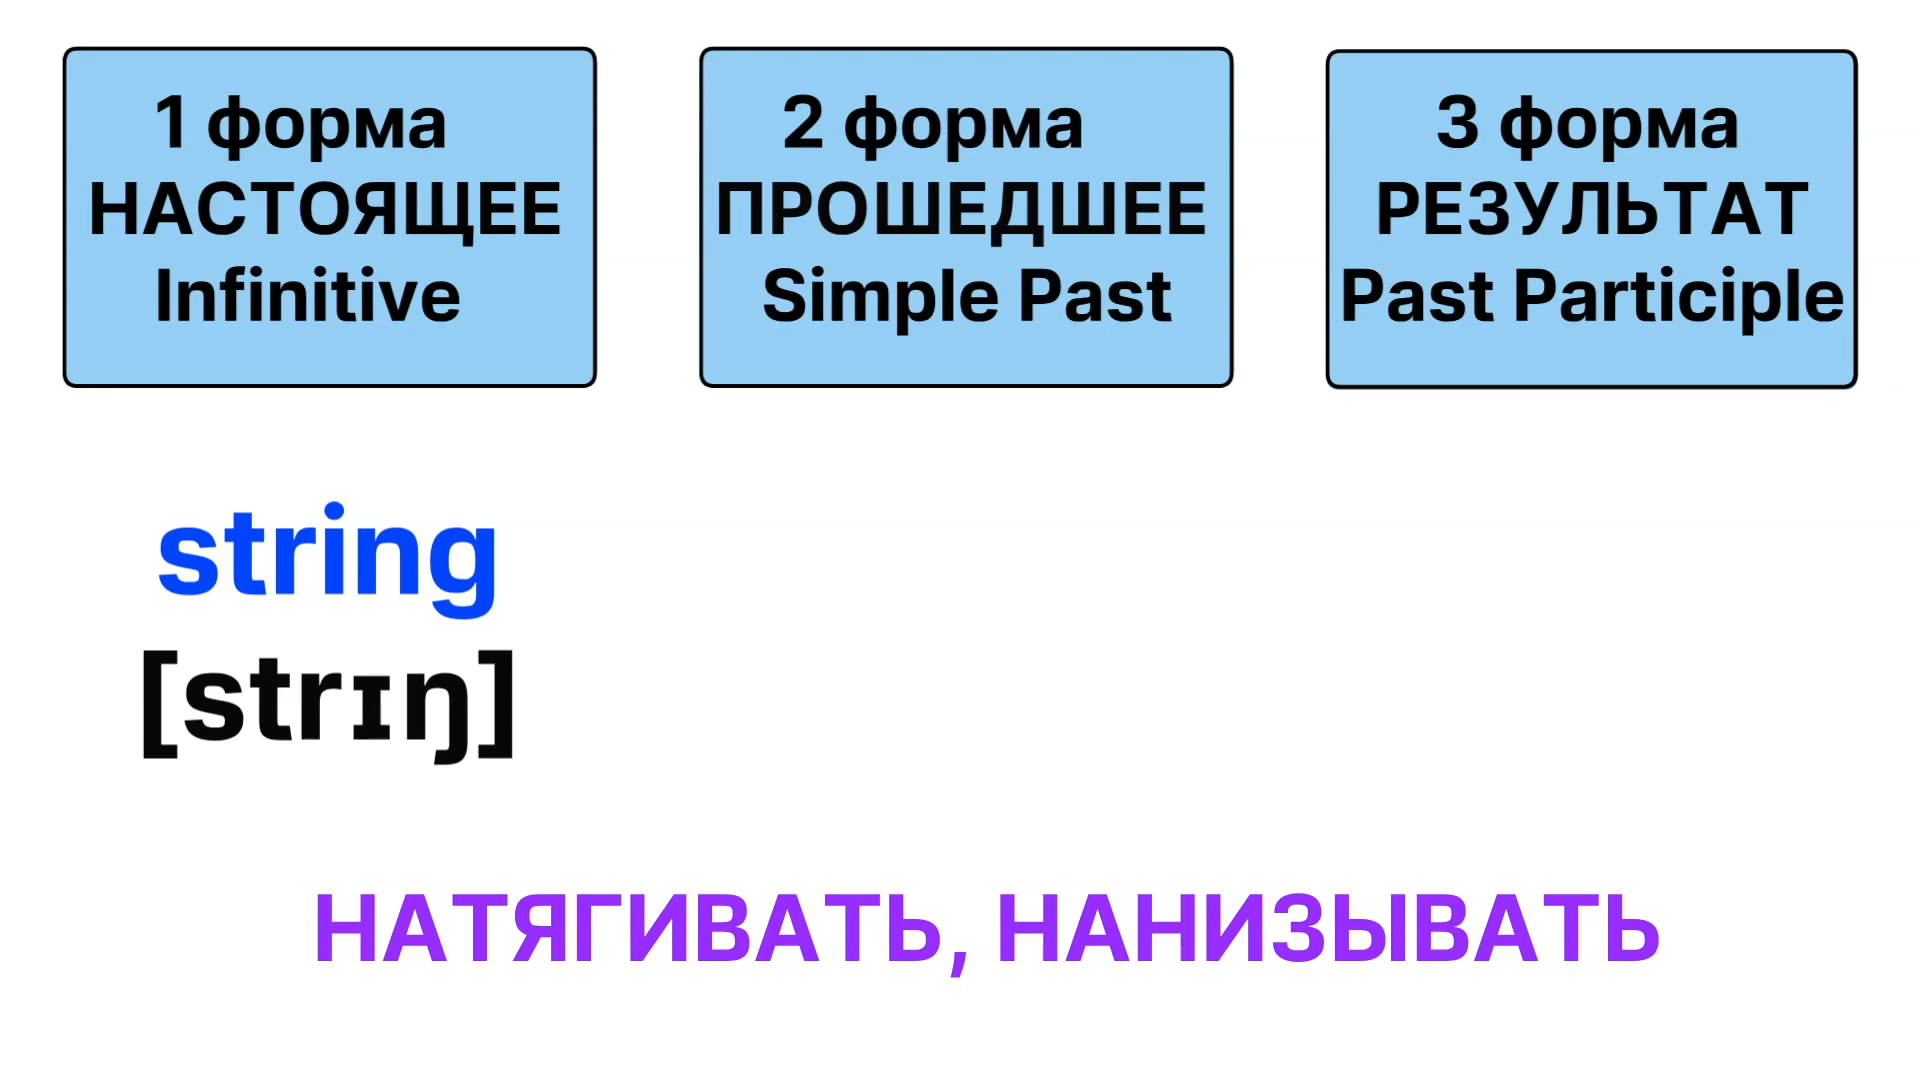 1 форма
НАСТОЯЩЕЕ
Infinitive
2 форма
ПРОШЕДШЕЕ
Simple Past
3 форма
РЕЗУЛЬТАТ
Past Participle
string
[strɪŋ]
НАТЯГИВАТЬ, НАНИЗЫВАТЬ